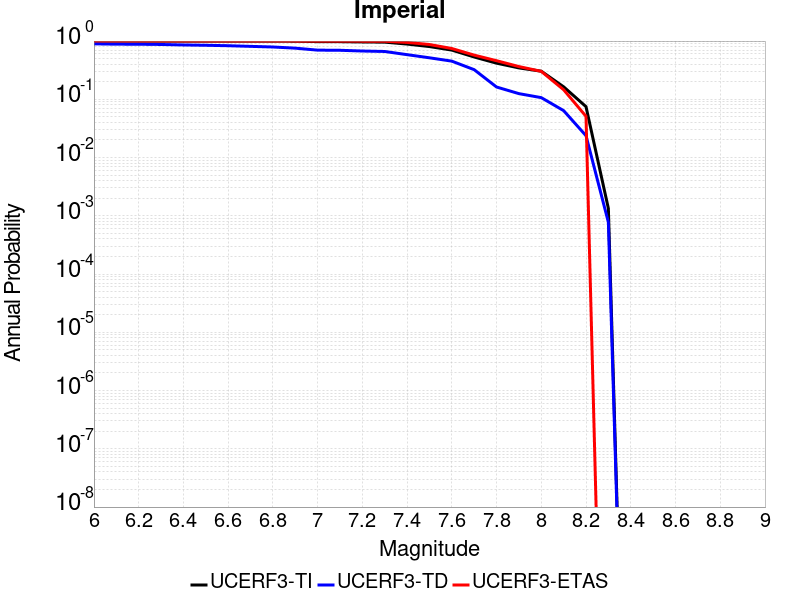 Imperial
10^0
10^-1
10^-2
10^-3
10^-4
10^-5
10^-6
10^-7
10^-8
Annual Probability
6 6.2 6.4 6.6 6.8 7 7.2 7.4 7.6 7.8 8 8.2 8.4 8.6 8.8 9
Magnitude
UCERF3-TI UCERF3-TD UCERF3-ETAS